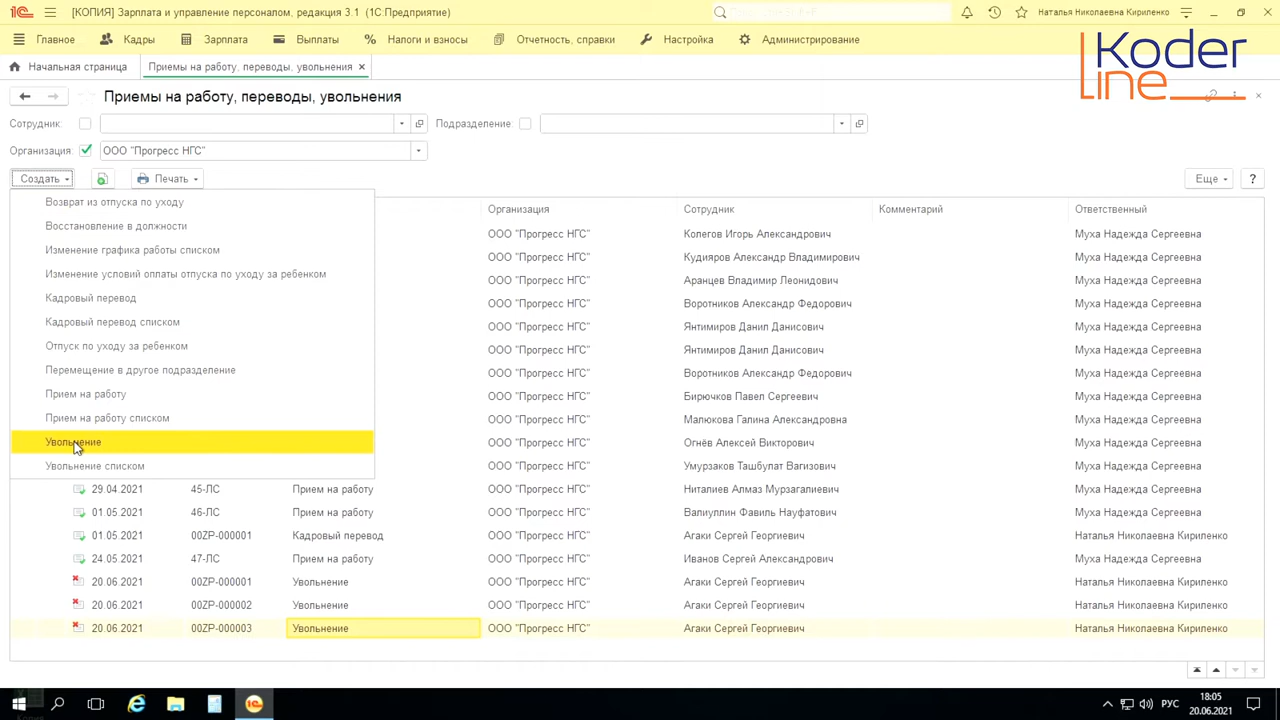 [КОПИЯ] Зарплата и управление персоналом, редакция 3.1 (1С:Предприятие)
Наталья Николаевна Кириленко
Главное Кадры Зарплата Выплаты Налоги и взносы Отчетность, справки Настройка Администрирование
Koder line
Начальная страница Приемы на работу, переводы, увольнения ×
Приемы на работу, переводы, увольнения
Сотрудник: Подразделение:
Организация: ООО "Прогресс НГС"
Создать Печать Еще ?
Возврат из отпуска по уходу
Восстановление в должности
Изменение графика работы списком
Изменение условий оплаты отпуска по уходу за ребенком
Кадровый перевод
Кадровый перевод списком
Отпуск по уходу за ребенком
Перемещение в другое подразделение
Прием на работу
Прием на работу списком
Увольнение
Увольнение списком
Организация Сотрудник Комментарий Ответственный
ООО "Прогресс НГС" Колегов Игорь Александрович Муха Надежда Сергеевна
ООО "Прогресс НГС" Кудияров Александр Владимирович Муха Надежда Сергеевна
ООО "Прогресс НГС" Аранцев Владимир Леонидович Муха Надежда Сергеевна
ООО "Прогресс НГС" Воротников Александр Федорович Муха Надежда Сергеевна
ООО "Прогресс НГС" Янтимиров Данил Данисович Муха Надежда Сергеевна
ООО "Прогресс НГС" Янтимиров Данил Данисович Муха Надежда Сергеевна
ООО "Прогресс НГС" Воротников Александр Федорович Муха Надежда Сергеевна
ООО "Прогресс НГС" Бирючков Павел Сергеевич Муха Надежда Сергеевна
ООО "Прогресс НГС" Малюкова Галина Александровна Муха Надежда Сергеевна
ООО "Прогресс НГС" Огнёв Алексей Викторович Муха Надежда Сергеевна
ООО "Прогресс НГС" Умурзаков Ташбулат Вагизович Муха Надежда Сергеевна
29.04.2021 45-ЛС Прием на работу ООО "Прогресс НГС" Ниталиев Алмаз Мурзагалиевич Муха Надежда Сергеевна
01.05.2021 46-ЛС Прием на работу ООО "Прогресс НГС" Валиуллин Фавиль Науфатович Муха Надежда Сергеевна
01.05.2021 00ZP-000001 Кадровый перевод ООО "Прогресс НГС" Агаки Сергей Георгиевич Наталья Николаевна Кириленко
24.05.2021 47-ЛС Прием на работу ООО "Прогресс НГС" Иванов Сергей Александрович Муха Надежда Сергеевна
20.06.2021 00ZP-000001 Увольнение ООО "Прогресс НГС" Агаки Сергей Георгиевич Наталья Николаевна Кириленко
20.06.2021 00ZP-000002 Увольнение ООО "Прогресс НГС" Агаки Сергей Георгиевич Наталья Николаевна Кириленко
20.06.2021 00ZP-000003 Увольнение ООО "Прогресс НГС" Агаки Сергей Георгиевич Наталья Николаевна Кириленко
РУС
18:05
20.06.2021